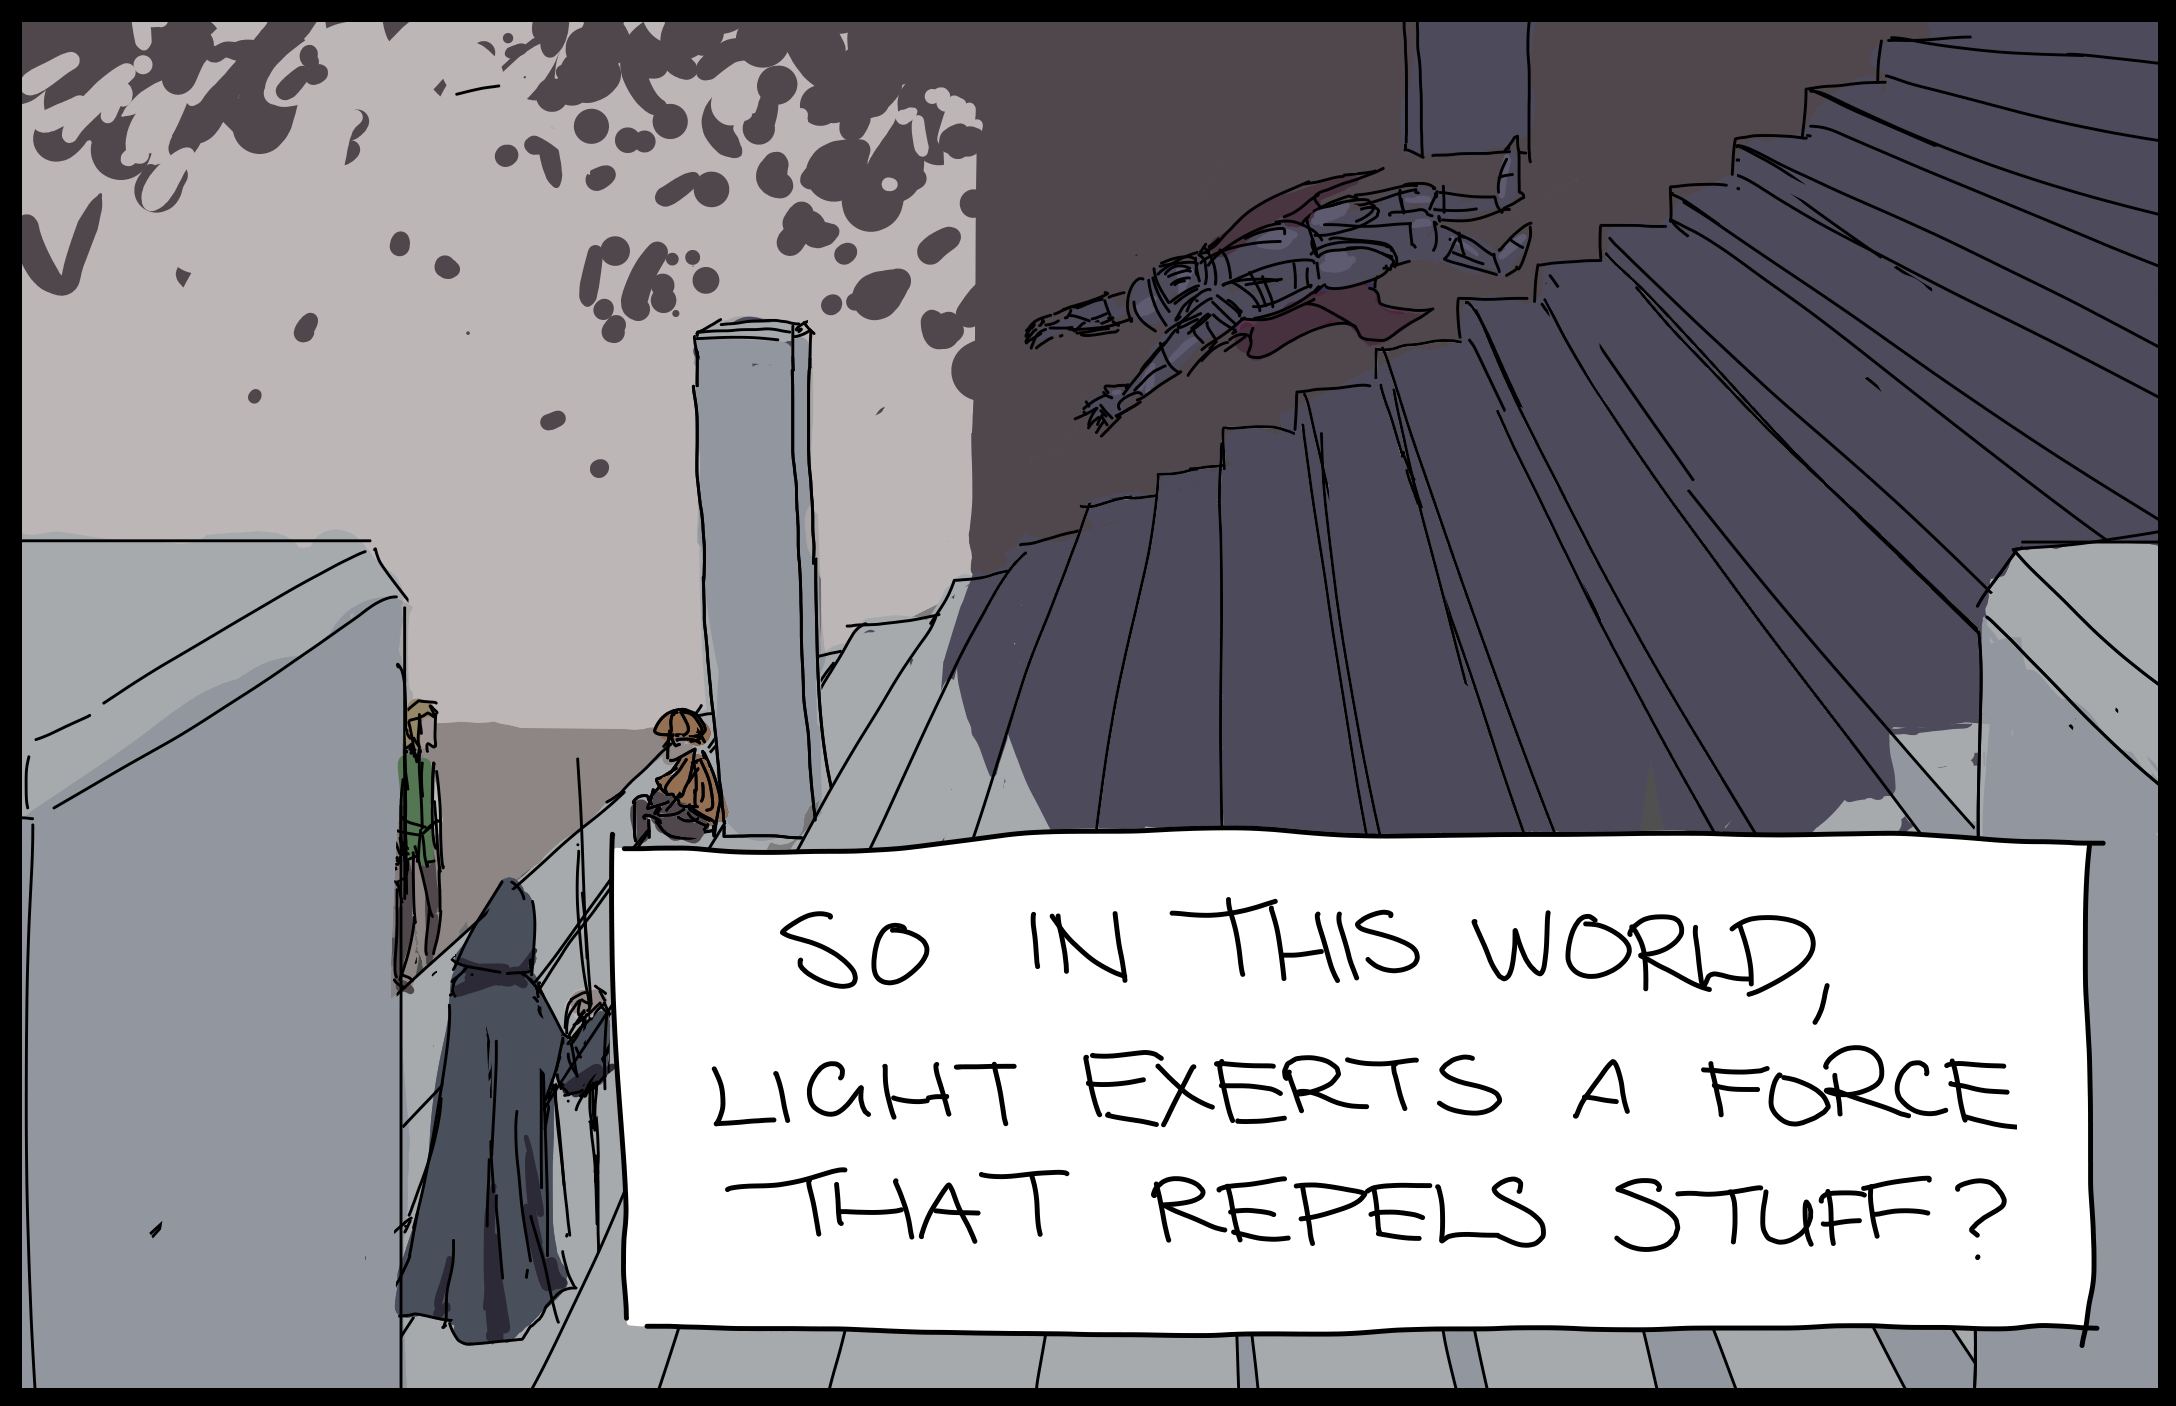 SO IN THIS WORLD,
LIGHT EXERTS A FORCE
THAT REPELS STUFF?